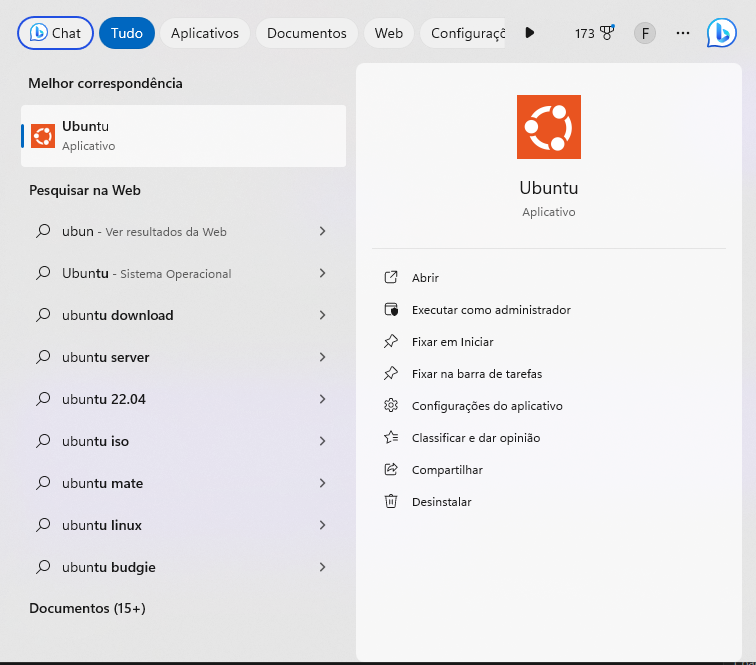 Chat
Tudo
Aplicativos
Documentos
Web
Configuraçõ
173
F
Melhor correspondência
Ubuntu
Aplicativo
Pesquisar na Web
ubun - Ver resultados da Web
Ubuntu - Sistema Operacional
ubuntu download
ubuntu server
ubuntu 22.04
ubuntu iso
ubuntu mate
ubuntu linux
ubuntu budgie
Documentos (15+)
Ubuntu
Aplicativo
Abrir
Executar como administrador
Fixar em Iniciar
Fixar na barra de tarefas
Configurações do aplicativo
Classificar e dar opinião
Compartilhar
Desinstalar